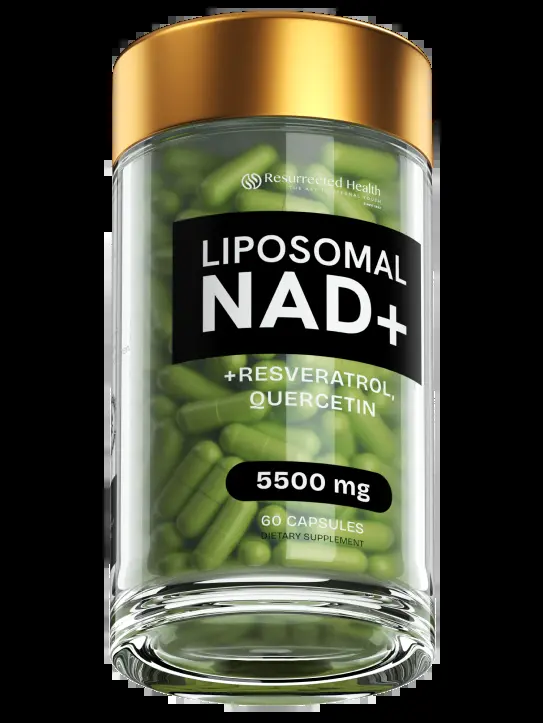 Resurrected Health
LIPOSOMAL
NAD+
+RESVERATROL,
QUERCETIN
5500 mg
60 CAPSULES
DIETARY SUPPLEMENT